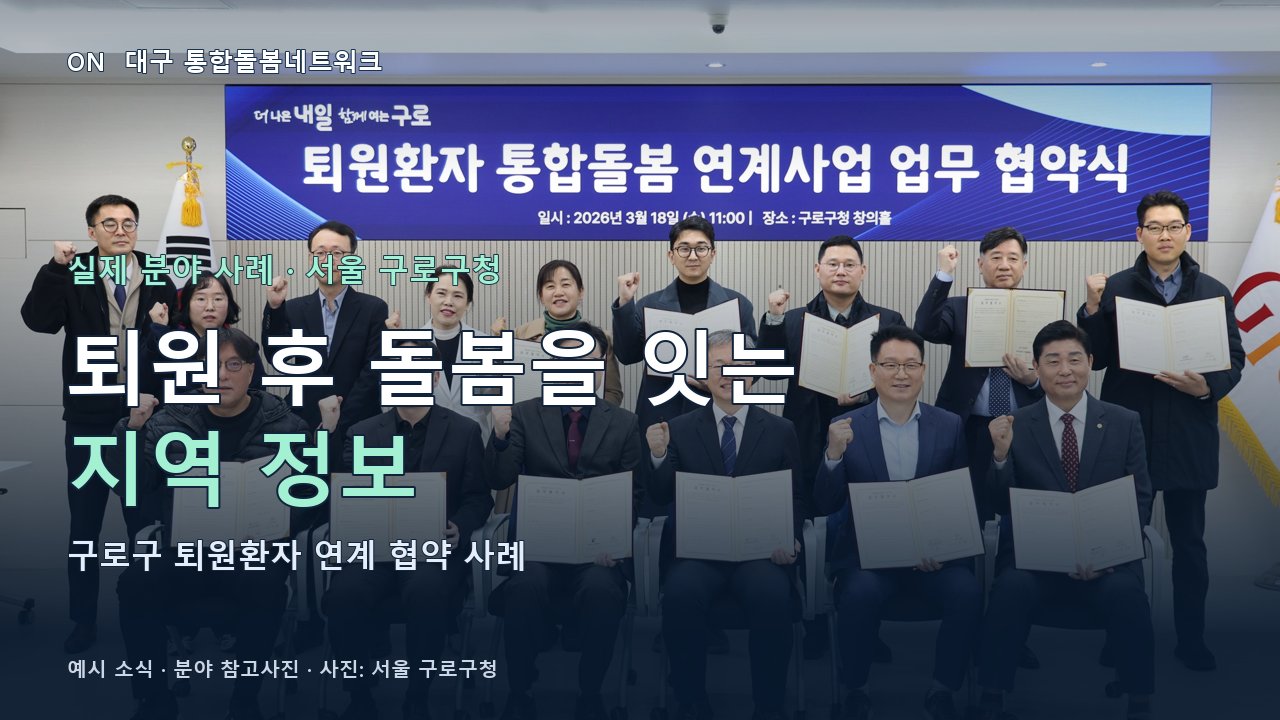 ON 대구 통합돌봄네트워크
더 나은 내일 함께 여는 구로
퇴원환자 통합돌봄 연계사업 업무 협약식
일시 : 2026년 3월 18일 11:00 | 장소 : 구로구청 창의홀
실제 분야 사례 · 서울 구로구청
퇴원 후 돌봄을 잇는
지역 정보
구로구 퇴원환자 연계 협약 사례
예시 소식 · 분야 참고사진 · 사진: 서울 구로구청